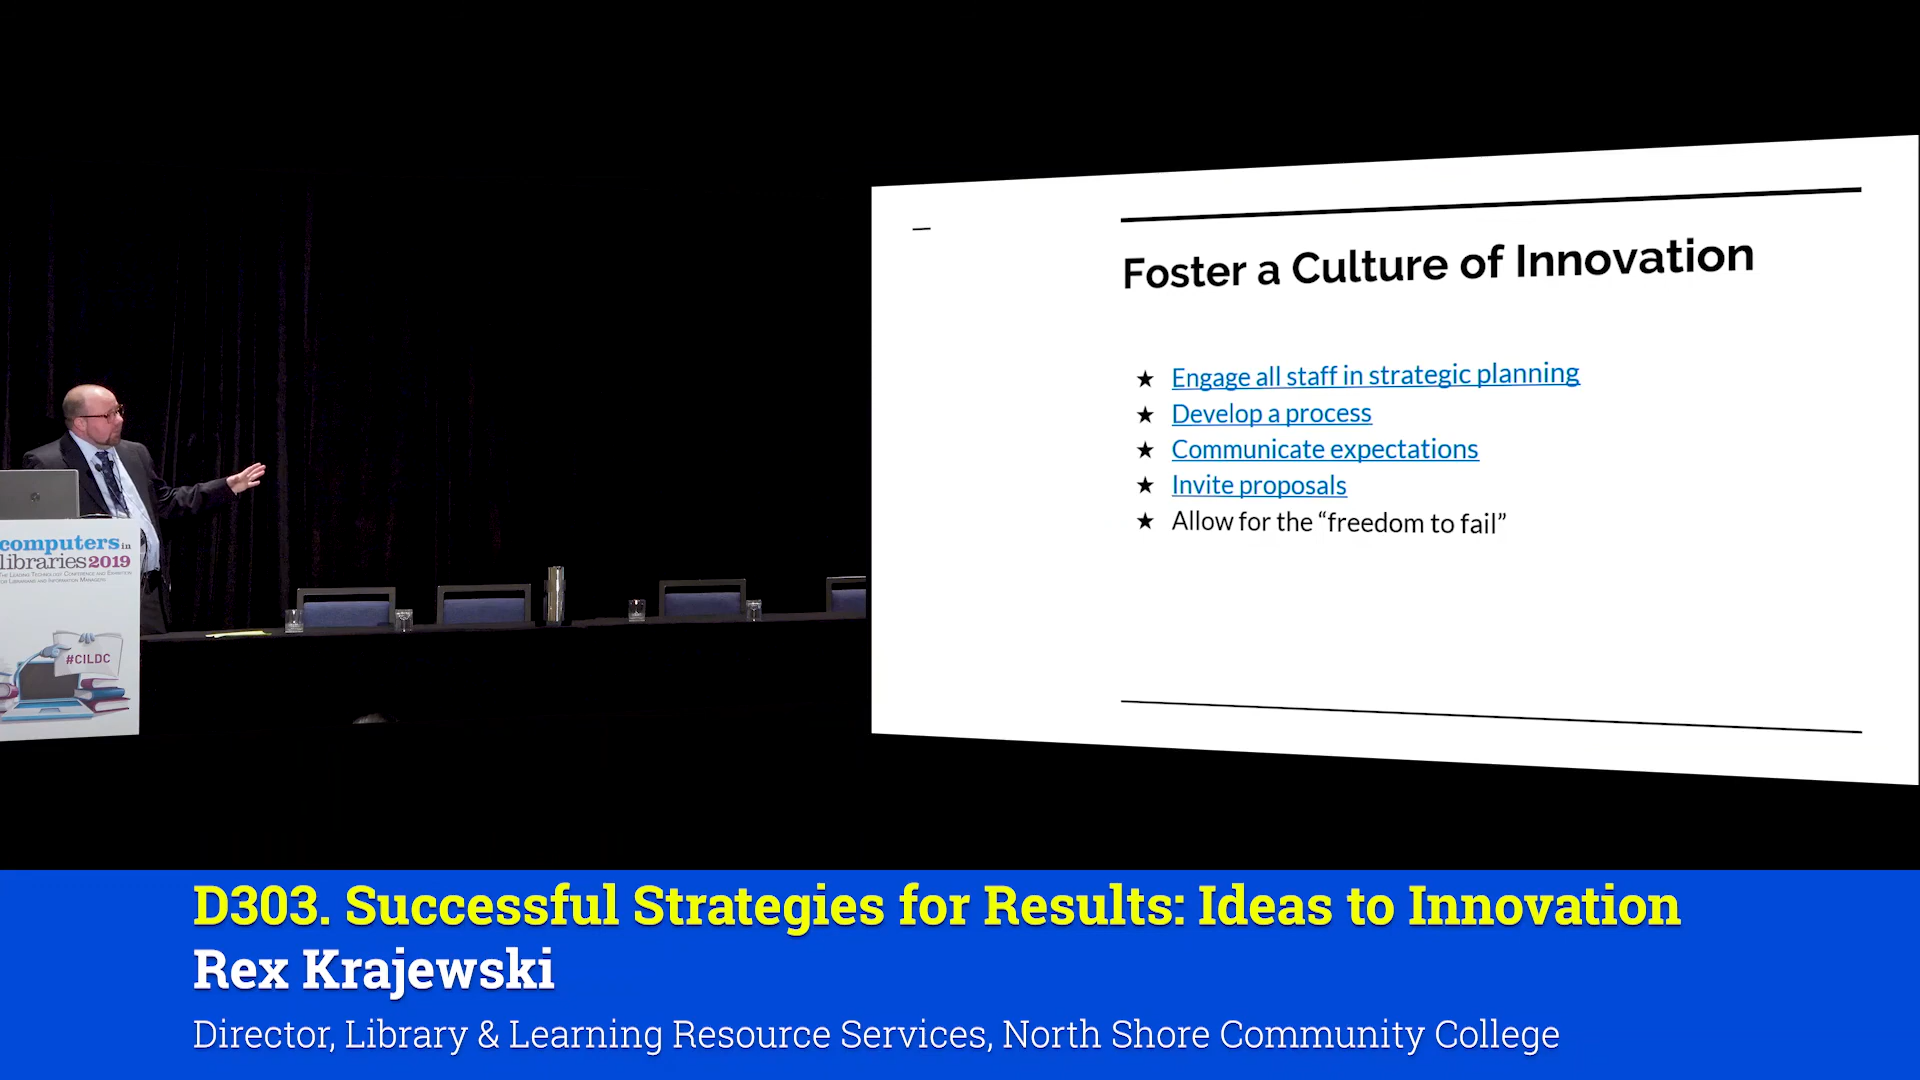 Foster a Culture of Innovation
★ Engage all staff in strategic planning
★ Develop a process
★ Communicate expectations
★ Invite proposals
★ Allow for the “freedom to fail”
computers in
libraries 2019
The Leading Technology Conference and Exhibition
for Librarians and Information Managers
#CILDC
D303. Successful Strategies for Results: Ideas to Innovation
Rex Krajewski
Director, Library & Learning Resource Services, North Shore Community College